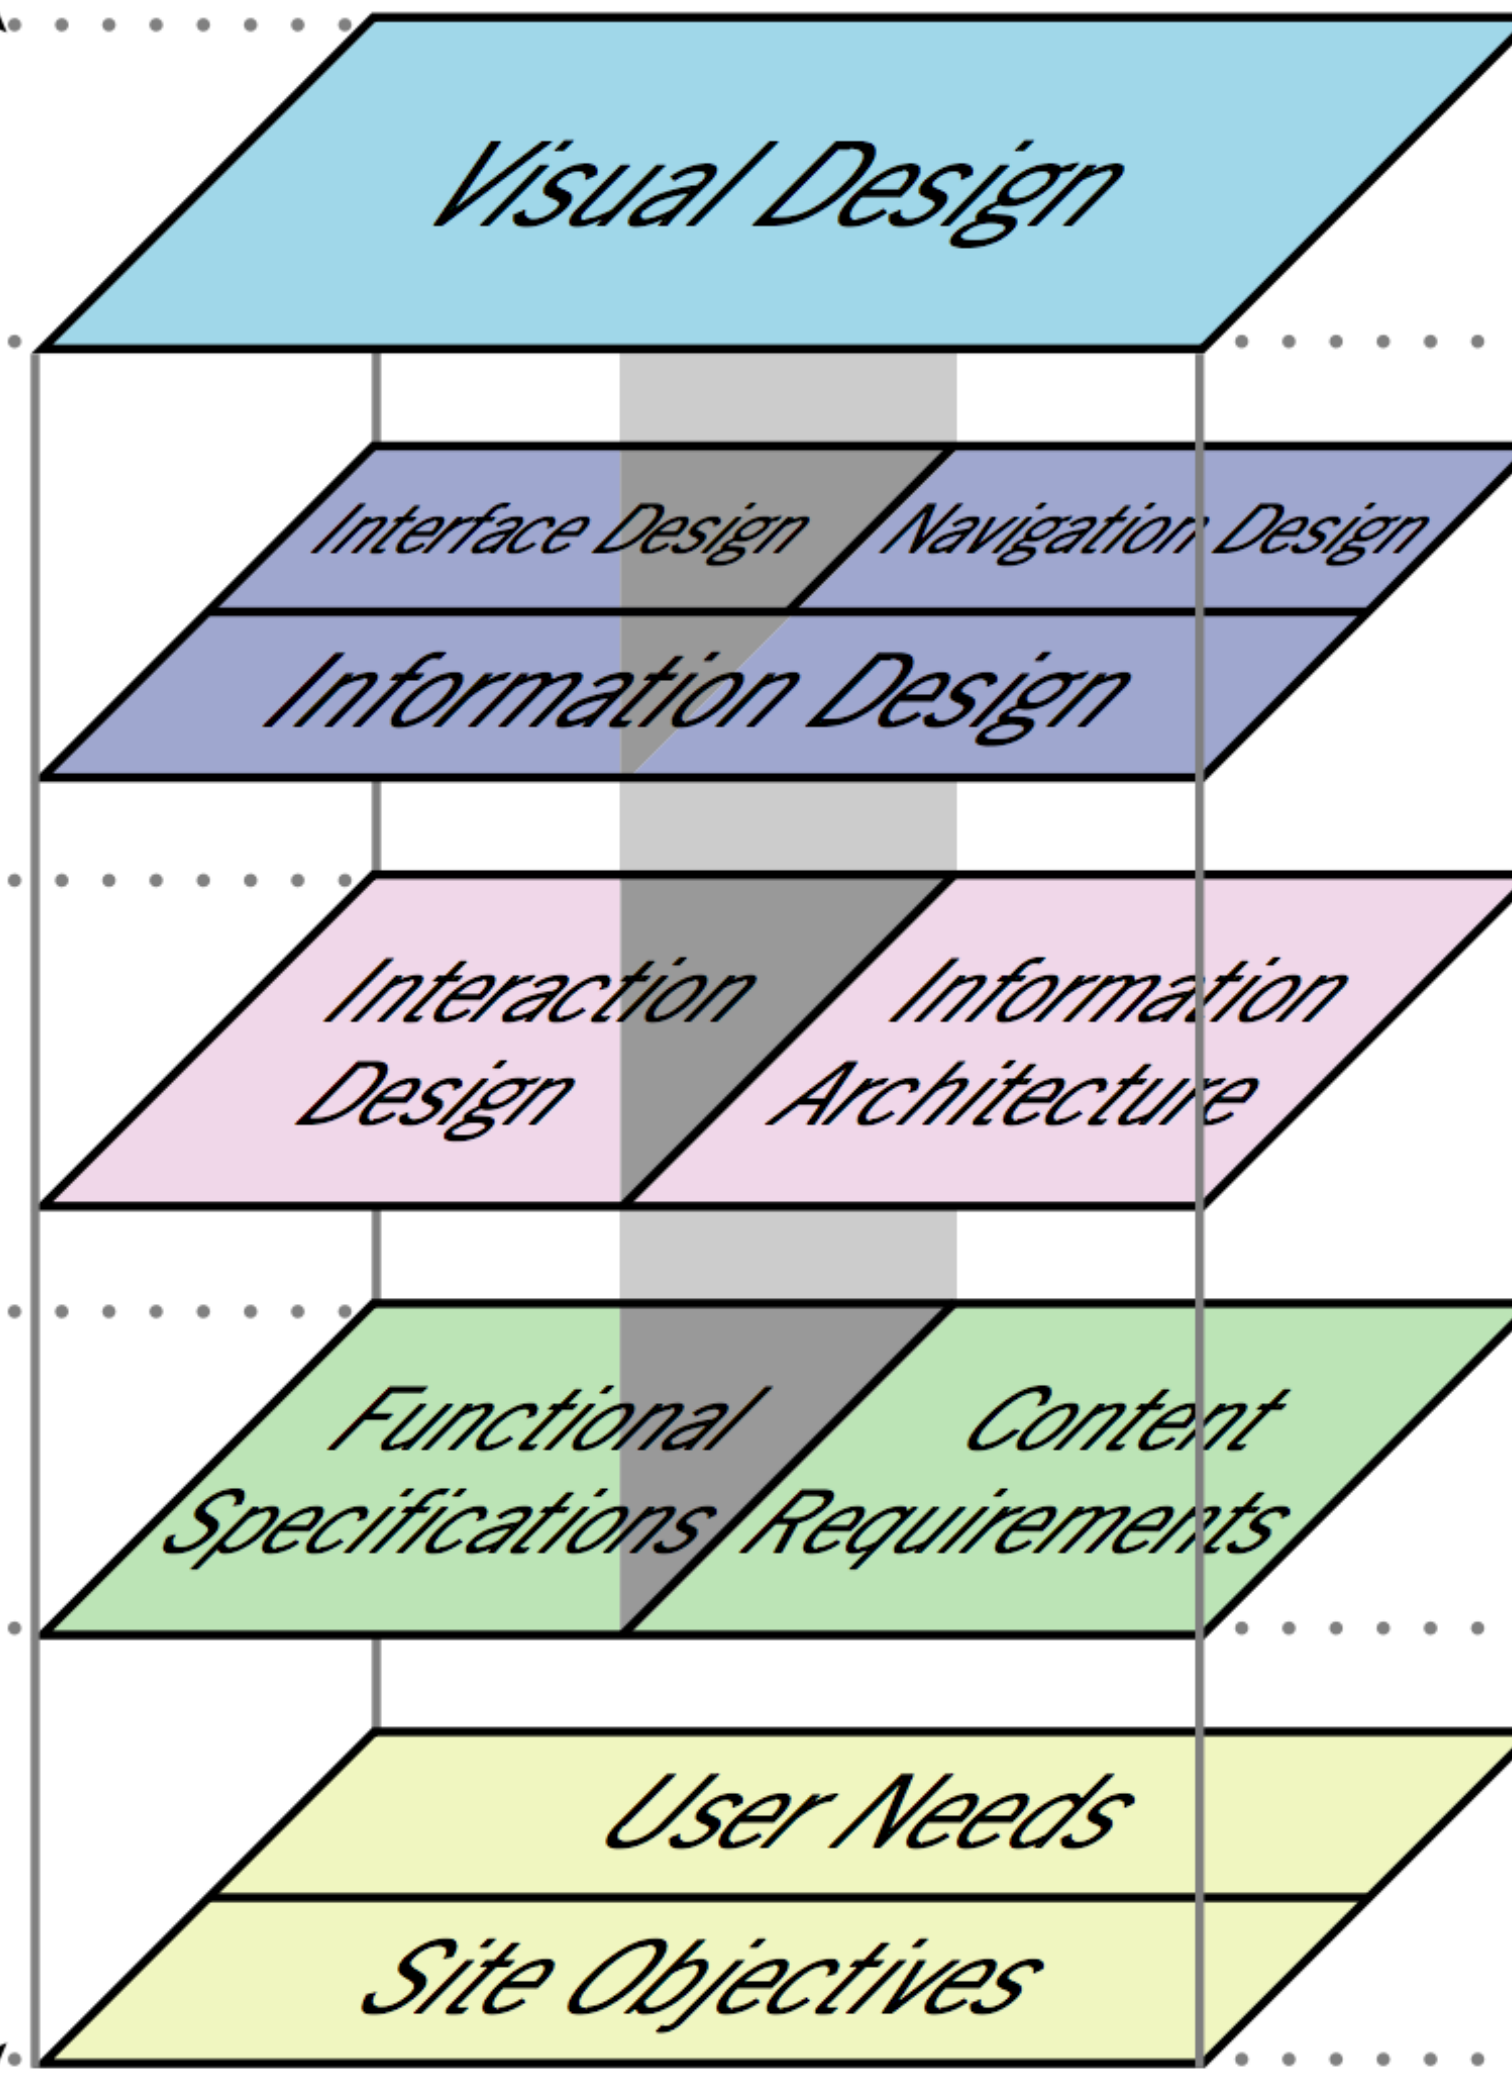 Visual Design
Interface Design
Navigation Design
Information Design
Interaction
Design
Information
Architecture
Functional
Specifications
Content
Requirements
User Needs
Site Objectives